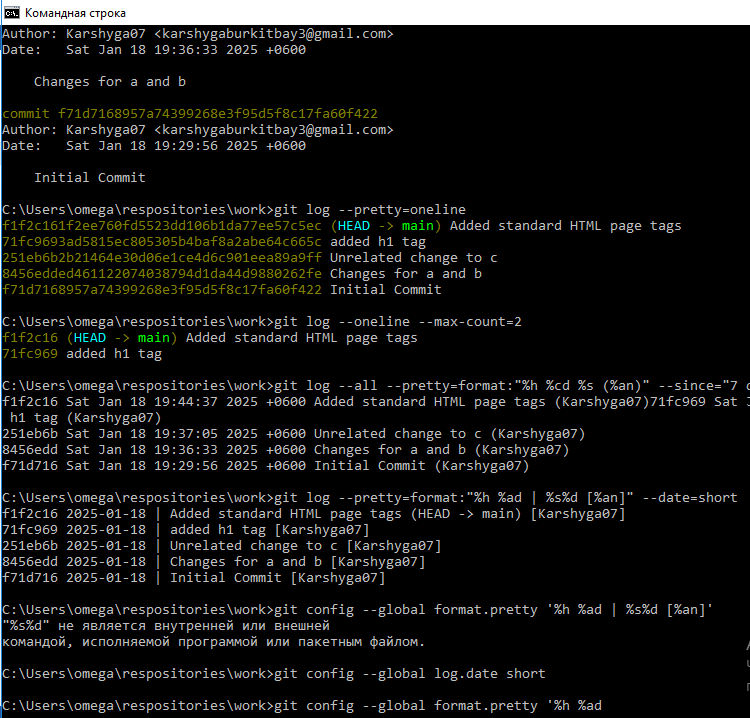 Командная строка
Author: Karshyga07 <karshygaburkitbay3@gmail.com>
Date:   Sat Jan 18 19:36:33 2025 +0600
    Changes for a and b
commit f71d7168957a74399268e3f95d5f8c17fa60f422
Author: Karshyga07 <karshygaburkitbay3@gmail.com>
Date:   Sat Jan 18 19:29:56 2025 +0600
    Initial Commit
C:\Users\omega\respositories\work>git log --pretty=oneline
f1f2c161f2ee760fd5523dd106b1da77ee57c5ec (HEAD -> main) Added standard HTML page tags
71fc9693ad5815ec805305b4baf8a2abe64c665c added h1 tag
251eb6b2b21464e30d06e1ce4d6c901eea89a9ff Unrelated change to c
8456edded461122074038794d1da44d9880262fe Changes for a and b
f71d7168957a74399268e3f95d5f8c17fa60f422 Initial Commit
C:\Users\omega\respositories\work>git log --oneline --max-count=2
f1f2c16 (HEAD -> main) Added standard HTML page tags
71fc969 added h1 tag
C:\Users\omega\respositories\work>git log --all --pretty=format:"%h %cd %s (%an)" --since="7
f1f2c16 Sat Jan 18 19:44:37 2025 +0600 Added standard HTML page tags (Karshyga07)71fc969 Sat
 h1 tag (Karshyga07)
251eb6b Sat Jan 18 19:37:05 2025 +0600 Unrelated change to c (Karshyga07)
8456edd Sat Jan 18 19:36:33 2025 +0600 Changes for a and b (Karshyga07)
f71d716 Sat Jan 18 19:29:56 2025 +0600 Initial Commit (Karshyga07)
C:\Users\omega\respositories\work>git log --pretty=format:"%h %ad | %s%d [%an]" --date=short
f1f2c16 2025-01-18 | Added standard HTML page tags (HEAD -> main) [Karshyga07]
71fc969 2025-01-18 | added h1 tag [Karshyga07]
251eb6b 2025-01-18 | Unrelated change to c [Karshyga07]
8456edd 2025-01-18 | Changes for a and b [Karshyga07]
f71d716 2025-01-18 | Initial Commit [Karshyga07]
C:\Users\omega\respositories\work>git config --global format.pretty '%h %ad | %s%d [%an]'
"%s%d" не является внутренней или внешней
командой, исполняемой программой или пакетным файлом.
C:\Users\omega\respositories\work>git config --global log.date short
C:\Users\omega\respositories\work>git config --global format.pretty '%h %ad